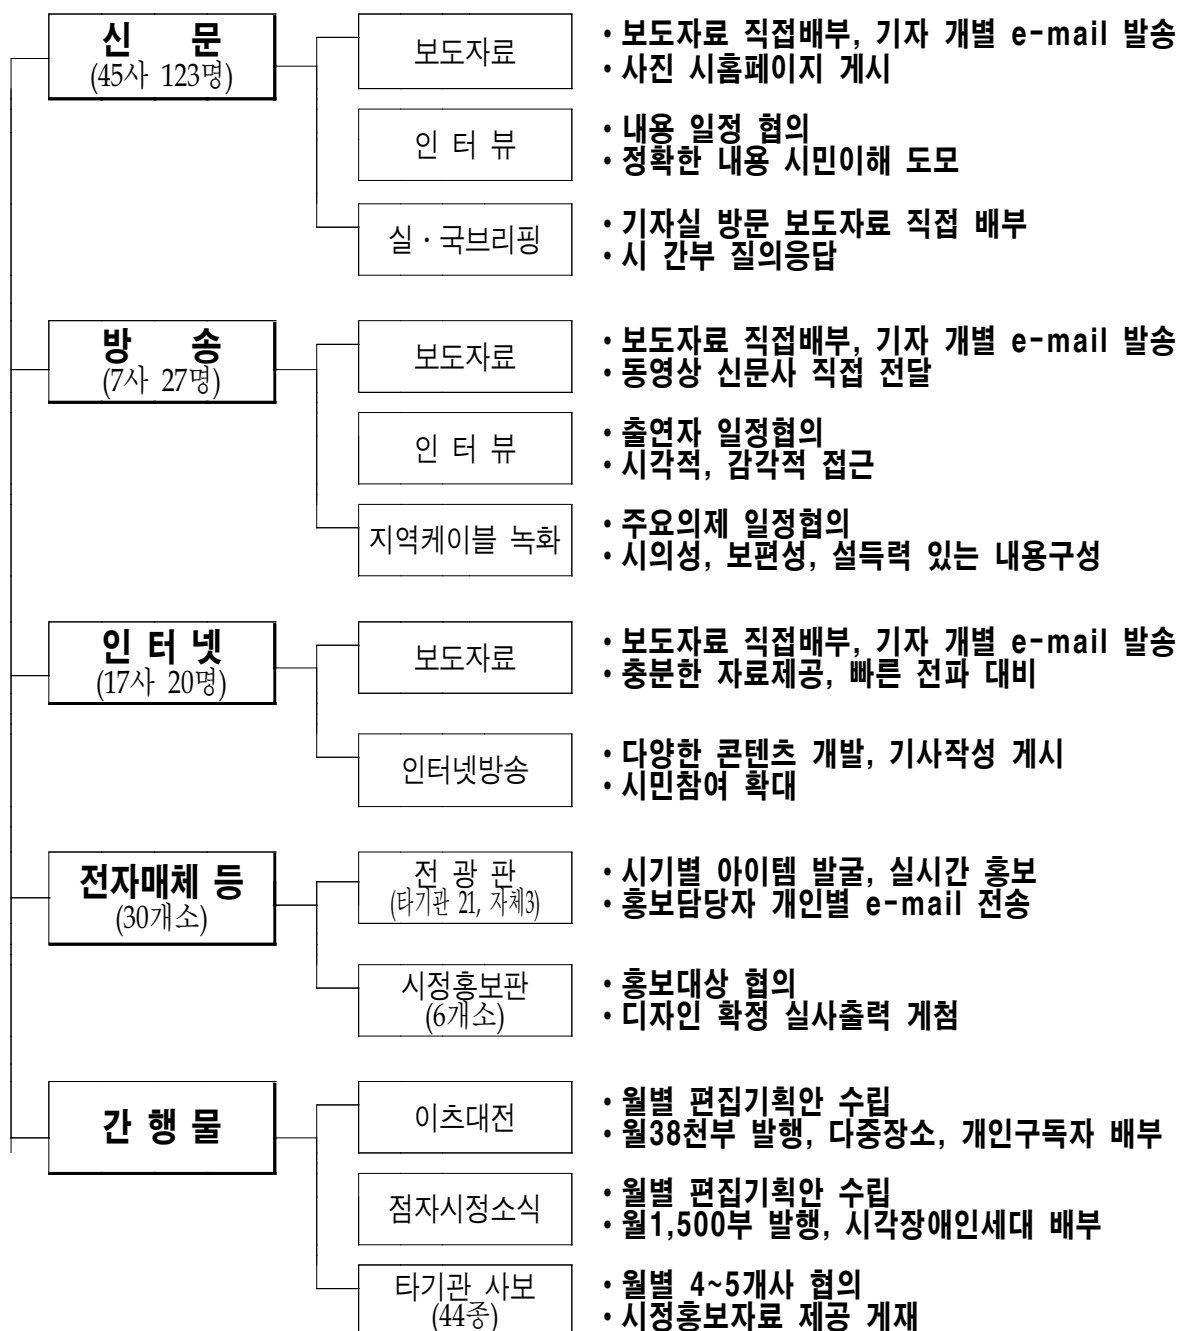 신 문
(45사 123명)
보도자료
· 보도자료 직접배부, 기자 개별 e-mail 발송
· 사진 시홈페이지 게시
인 터 뷰
· 내용 일정 협의
· 정확한 내용 시민이해 도모
실 · 국브리핑
· 기자실 방문 보도자료 직접 배부
· 시 간부 질의응답
방 송
(7사 27명)
보도자료
· 보도자료 직접배부, 기자 개별 e-mail 발송
· 동영상 신문사 직접 전달
인 터 뷰
· 출연자 일정협의
· 시각적, 감각적 접근
지역케이블 녹화
· 주요의제 일정협의
· 시의성, 보편성, 설득력 있는 내용구성
인 터 넷
(17사 20명)
보도자료
· 보도자료 직접배부, 기자 개별 e-mail 발송
· 충분한 자료제공, 빠른 전파 대비
인터넷방송
· 다양한 콘텐츠 개발, 기사작성 게시
· 시민참여 확대
전자매체 등
(30개소)
전 광 판
(타기관 21, 자체3)
· 시기별 아이템 발굴, 실시간 홍보
· 홍보담당자 개인별 e-mail 전송
시정홍보판
(6개소)
· 홍보대상 협의
· 디자인 확정 실사출력 게첨
간 행 물
이츠대전
· 월별 편집기획안 수립
· 월38천부 발행, 다중장소, 개인구독자 배부
점자시정소식
· 월별 편집기획안 수립
· 월1,500부 발행, 시각장애인세대 배부
타기관 사보
(44종)
· 월별 4~5개사 협의
· 시정홍보자료 제공 게재